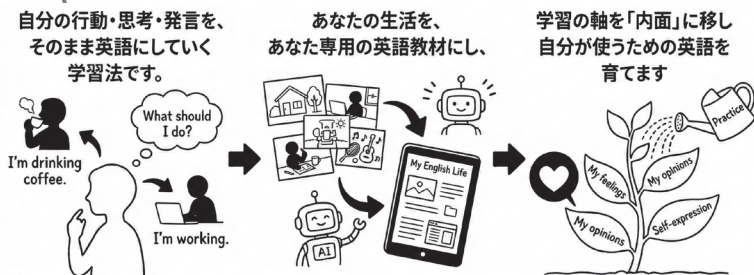 自分の行動・思考・発言を、
そのまま英語にしていく
学習法です。
What should
I do?
I'm drinking
coffee.
I'm working.
あなたの生活を、
あなた専用の英語教材にし、
My English Life
AI
学習の軸を「内面」に移し
自分が使うための英語を
育てます
Practice
My feelings
My opinions
My opinions
Self-expression